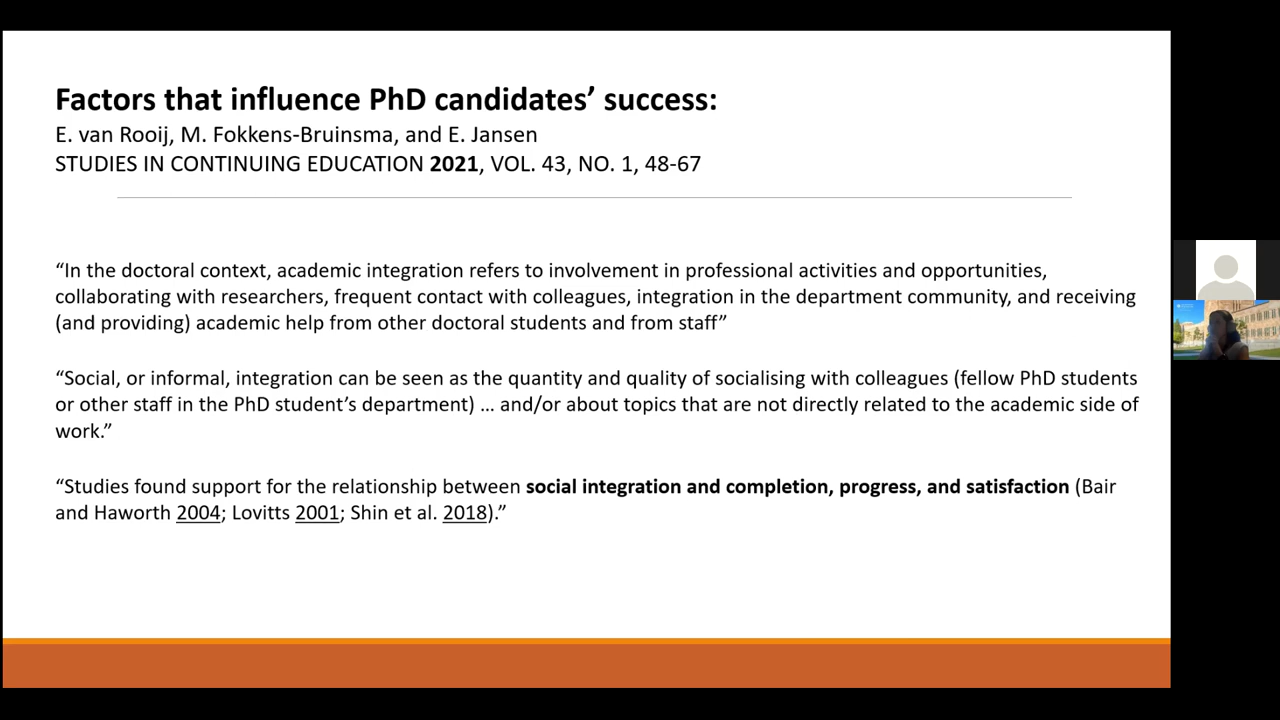 Factors that influence PhD candidates’ success:
E. van Rooij, M. Fokkens-Bruinsma, and E. Jansen
STUDIES IN CONTINUING EDUCATION 2021, VOL. 43, NO. 1, 48-67
“In the doctoral context, academic integration refers to involvement in professional activities and opportunities,
collaborating with researchers, frequent contact with colleagues, integration in the department community, and receiving
(and providing) academic help from other doctoral students and from staff”
“Social, or informal, integration can be seen as the quantity and quality of socialising with colleagues (fellow PhD students
or other staff in the PhD student’s department) … and/or about topics that are not directly related to the academic side of
work.”
“Studies found support for the relationship between social integration and completion, progress, and satisfaction (Bair
and Haworth 2004; Lovitts 2001; Shin et al. 2018).”